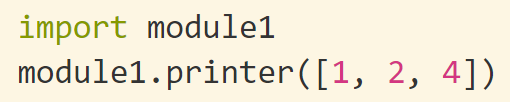 import module1
module1.printer([1, 2, 4])